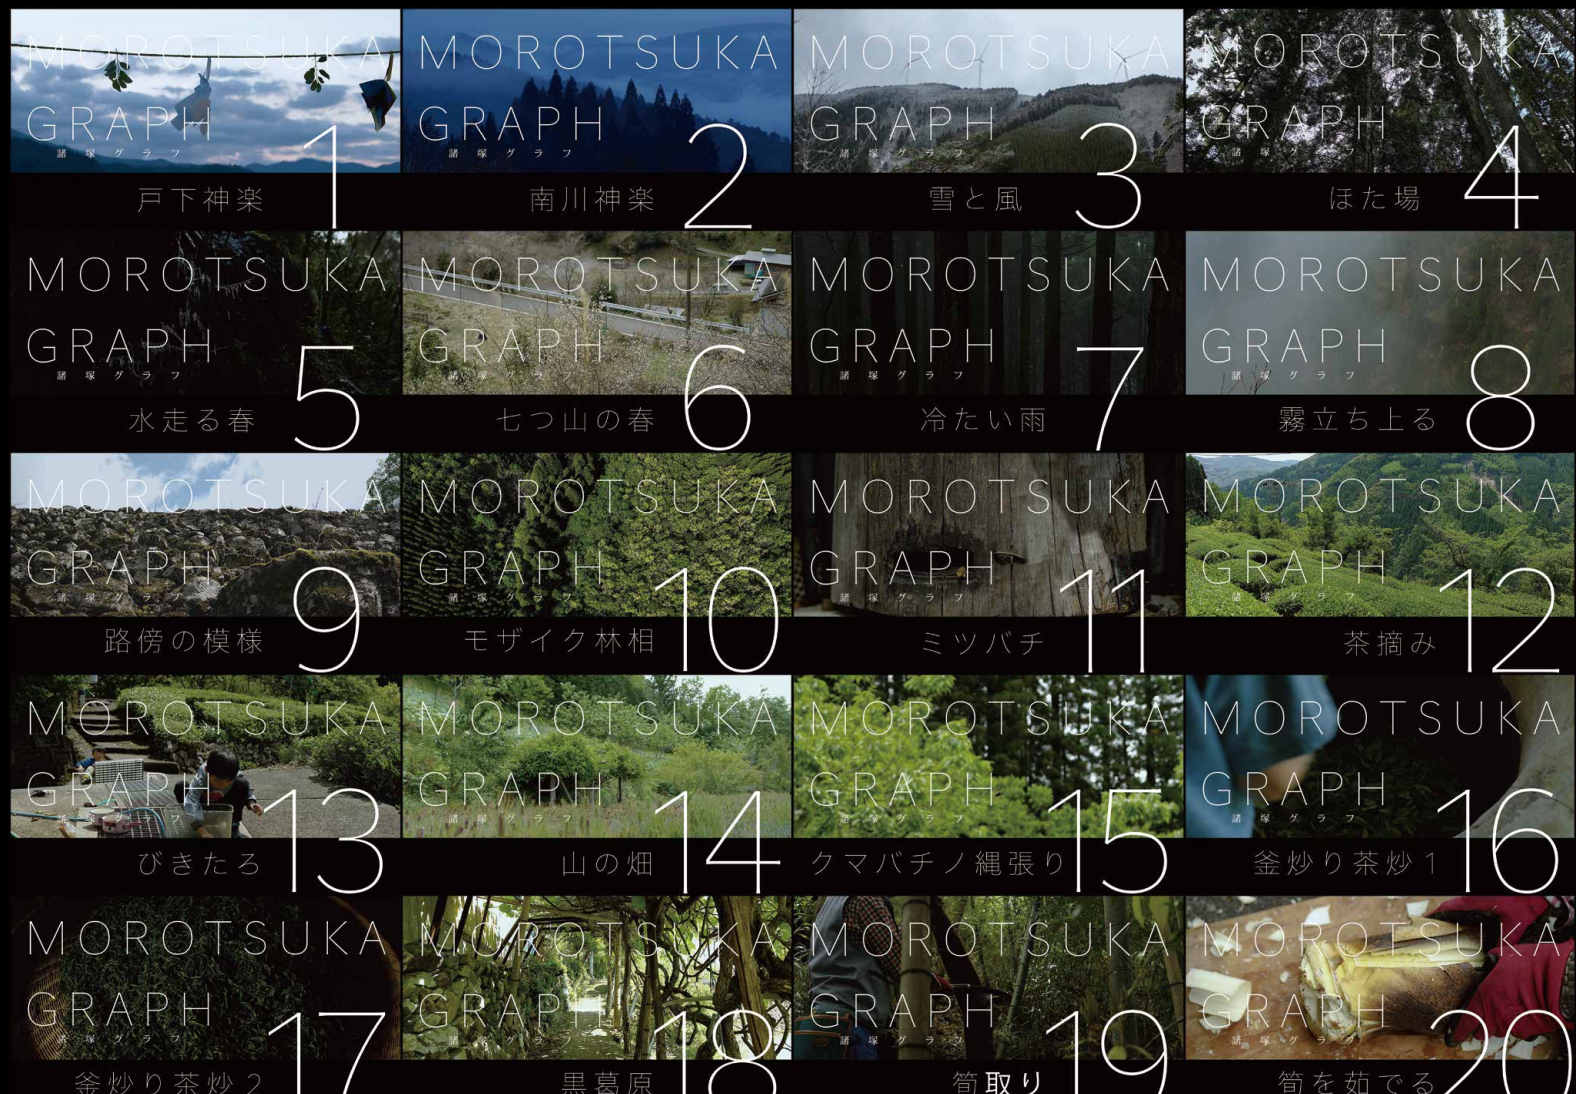 MOROTSUKA
GRAPH
諸塚グラフ
1
戸下神楽
MOROTSUKA
GRAPH
諸塚グラフ
2
南川神楽
MOROTSUKA
GRAPH
諸塚グラフ
3
雪と風
MOROTSUKA
GRAPH
諸塚グラフ
4
ほた場
MOROTSUKA
GRAPH
諸塚グラフ
5
水走る春
MOROTSUKA
GRAPH
諸塚グラフ
6
七つ山の春
MOROTSUKA
GRAPH
諸塚グラフ
7
冷たい雨
MOROTSUKA
GRAPH
諸塚グラフ
8
霧立ち上る
MOROTSUKA
GRAPH
諸塚グラフ
9
路傍の模様
MOROTSUKA
GRAPH
諸塚グラフ
10
モザイク林相
MOROTSUKA
GRAPH
諸塚グラフ
11
ミツバチ
MOROTSUKA
GRAPH
諸塚グラフ
12
茶摘み
MOROTSUKA
GRAPH
諸塚グラフ
13
びきたろ
MOROTSUKA
GRAPH
諸塚グラフ
14
山の畑
MOROTSUKA
GRAPH
諸塚グラフ
15
クマバチノ縄張り
MOROTSUKA
GRAPH
諸塚グラフ
16
釜炒り茶炒1
MOROTSUKA
GRAPH
諸塚グラフ
17
釜炒り茶炒2
MOROTSUKA
GRAPH
諸塚グラフ
18
黒葛原
MOROTSUKA
GRAPH
諸塚グラフ
19
筍取り
MOROTSUKA
GRAPH
諸塚グラフ
20
筍を茹でる